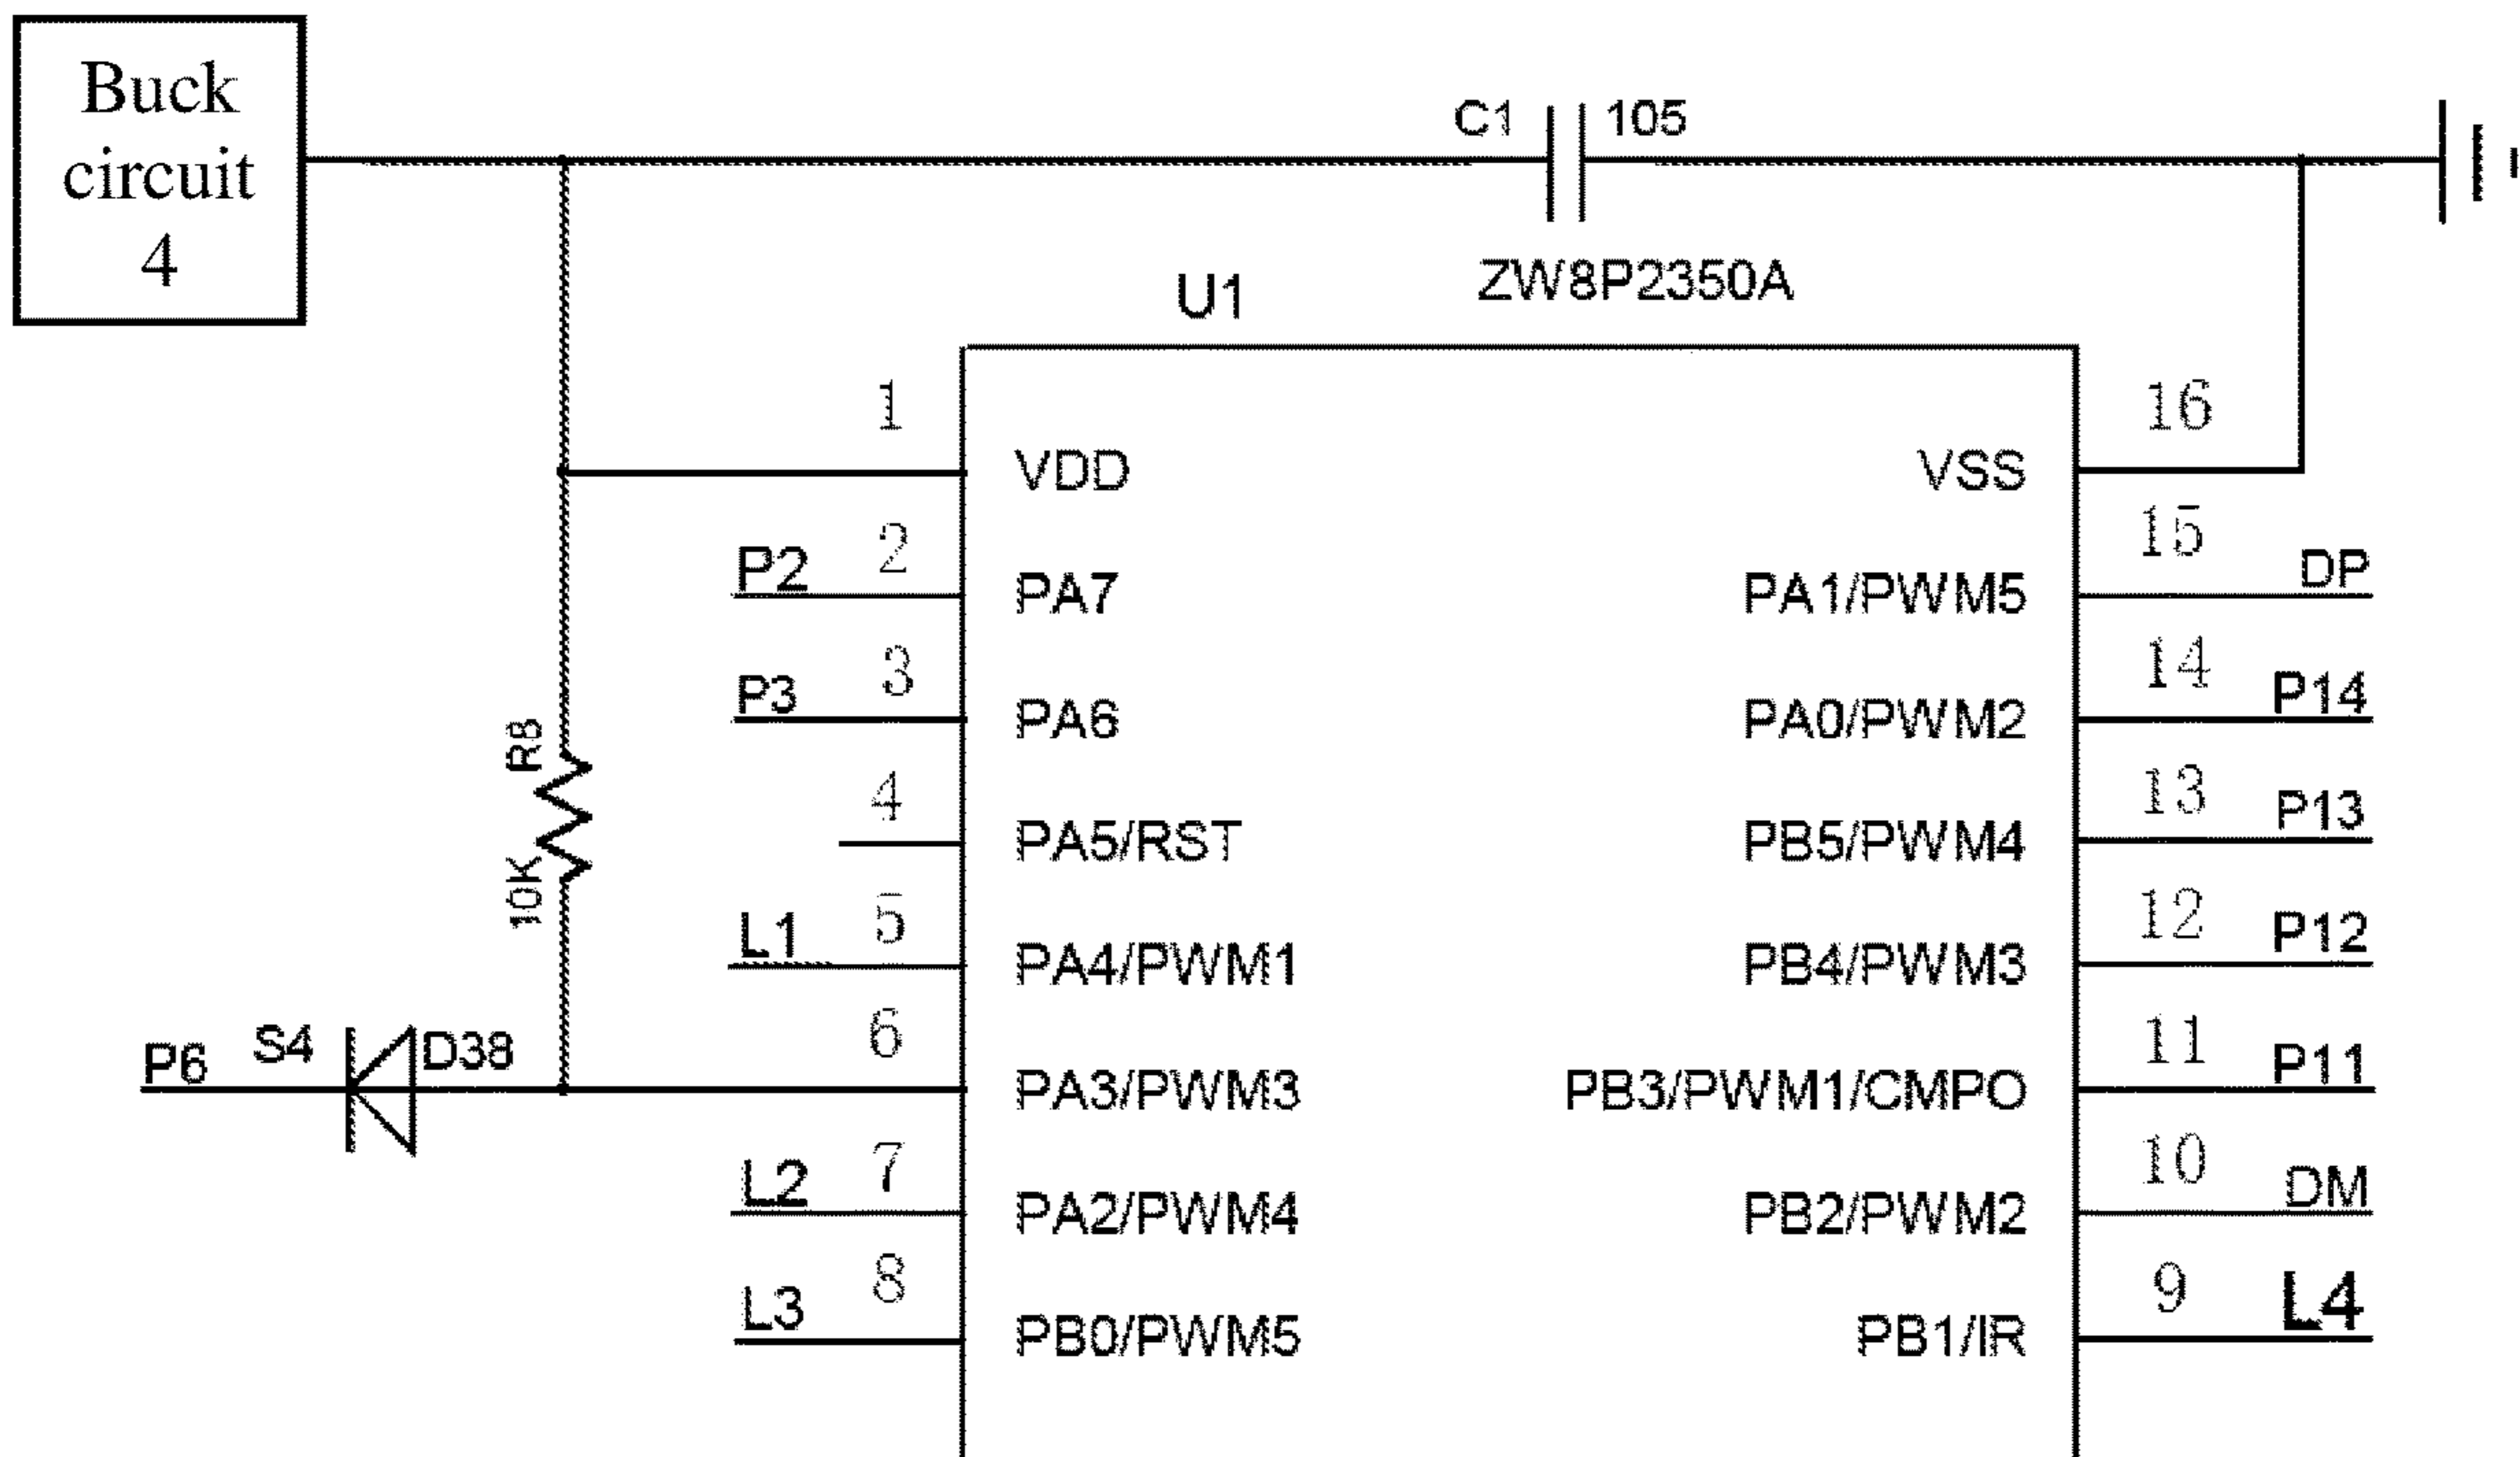 Buck
circuit
4
C1
105
U1
ZW8P2350A
1
VDD
16
VSS
P2
2
PA7
15
DP
PA1/PWM5
P3
3
PA6
14
P14
PA0/PWM2
R8
10K
4
PA5/RST
13
P13
PB5/PWM4
L1
5
PA4/PWM1
12
P12
PB4/PWM3
P6
S4
D38
6
PA3/PWM3
11
P11
PB3/PWM1/CMPO
L2
7
PA2/PWM4
10
DM
PB2/PWM2
L3
8
PB0/PWM5
9
L4
PB1/IR